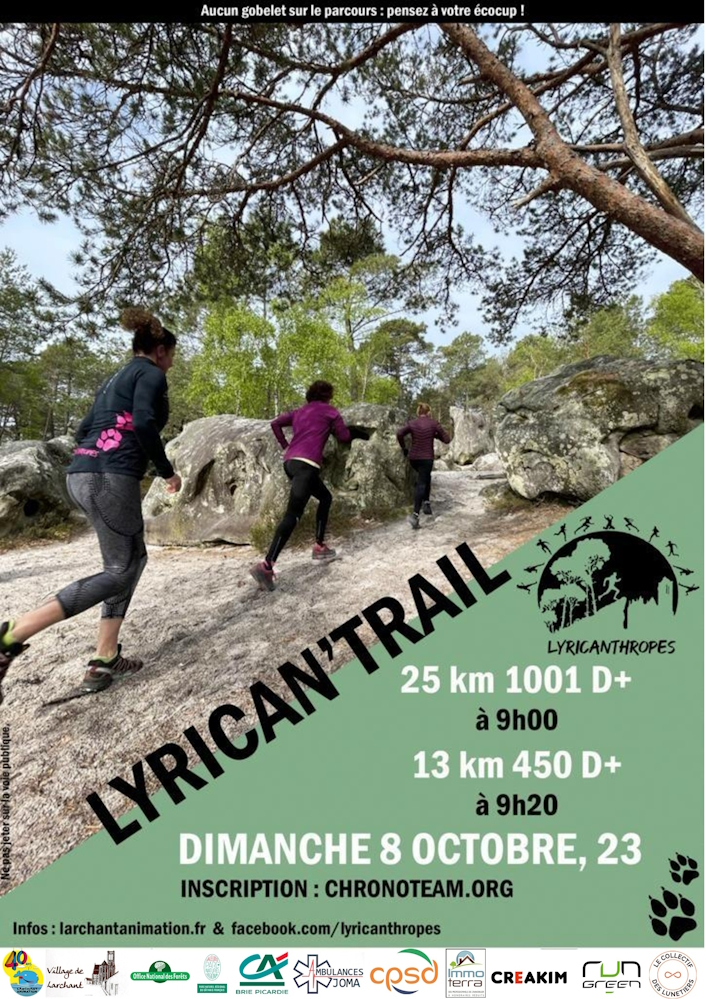 Aucun gobelet sur le parcours : pensez à votre écocup !
LYRICAN'TRAIL
LYRICANTHROPES
25 km 1001 D+
à 9h00
13 km 450 D+
à 9h20
DIMANCHE 8 OCTOBRE, 23
INSCRIPTION : CHRONOTEAM.ORG
Infos : larchantanimation.fr & facebook.com/lyricanthropes
Ne pas jeter sur la voie publique.
40
Village de
Larchant
Office National des Forêts
CA
BRIE PICARDIE
AMBULANCES
JOMA
cpsd
immo
terra
CREAKIM
run
GREEN
LE COLLECTIF
DES LUNETIERS